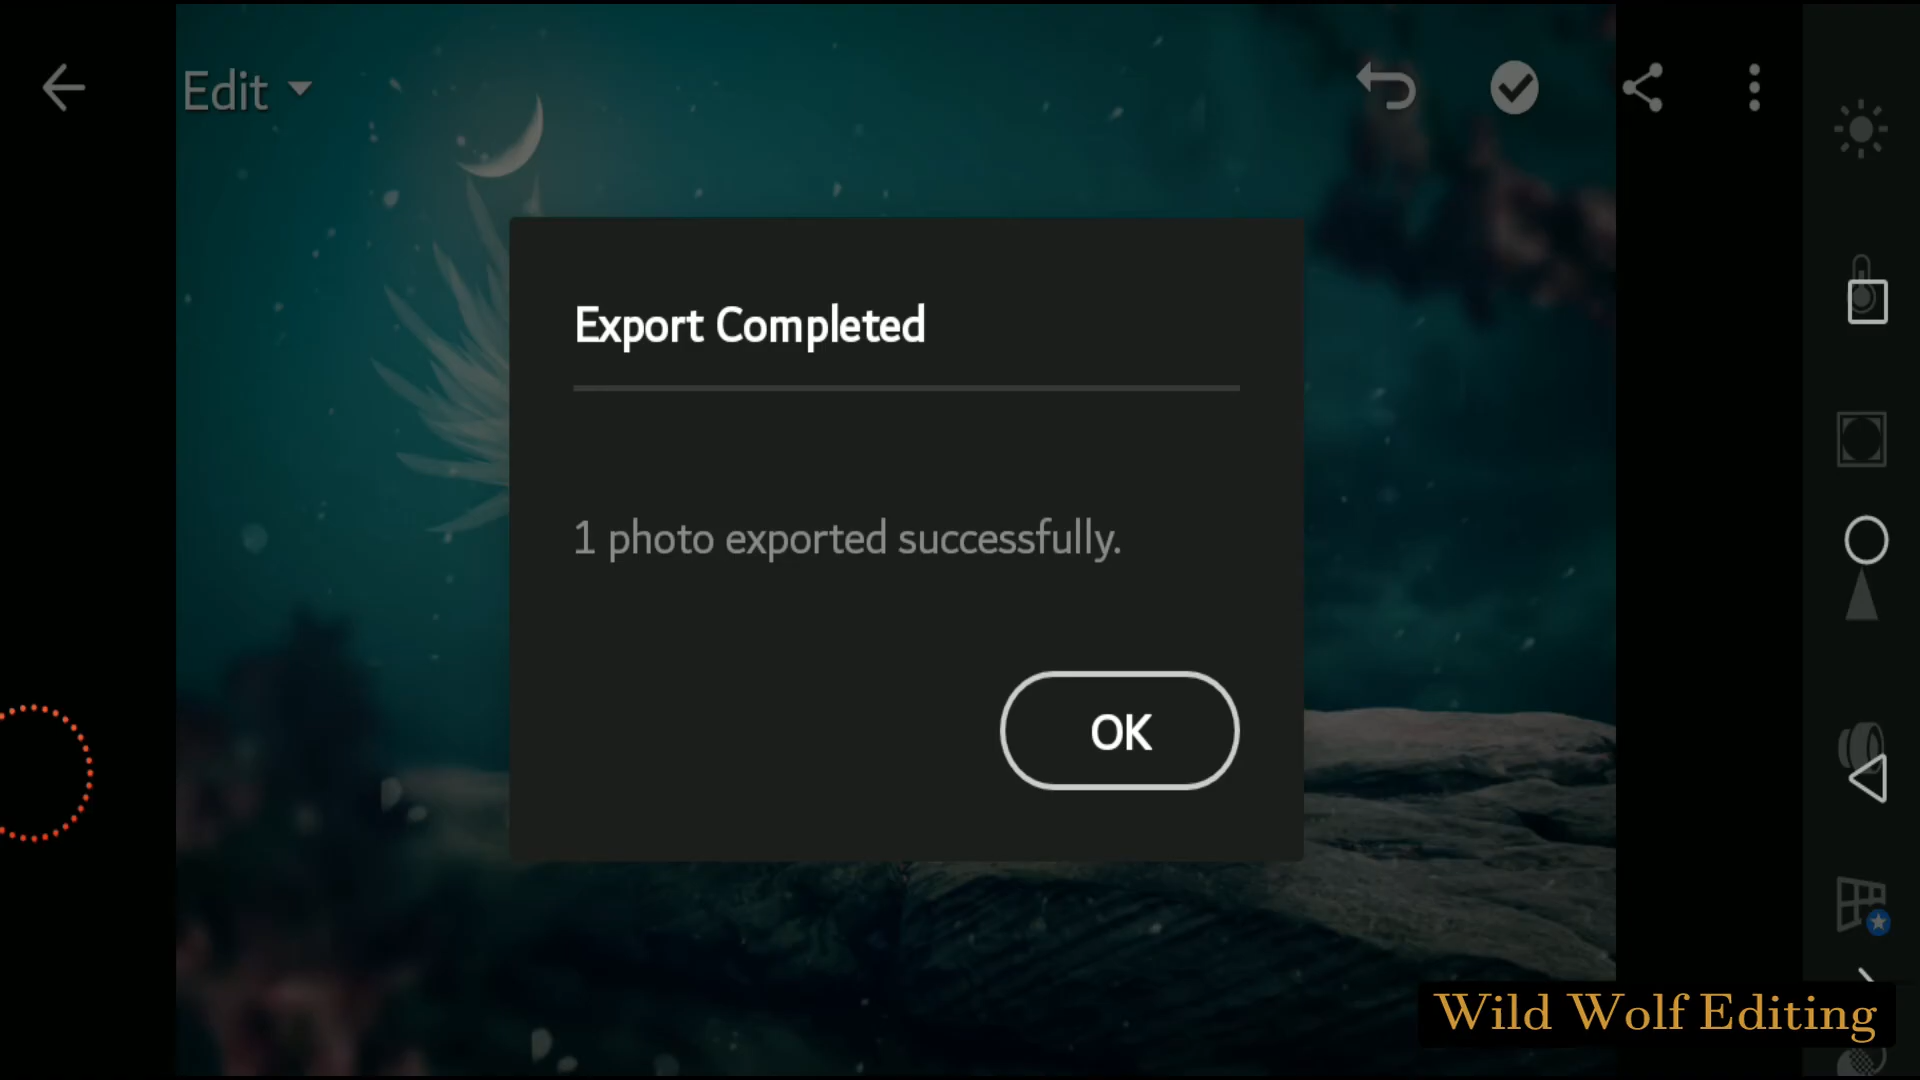 Edit
Export Completed
1 photo exported successfully.
OK
Wild Wolf Editing